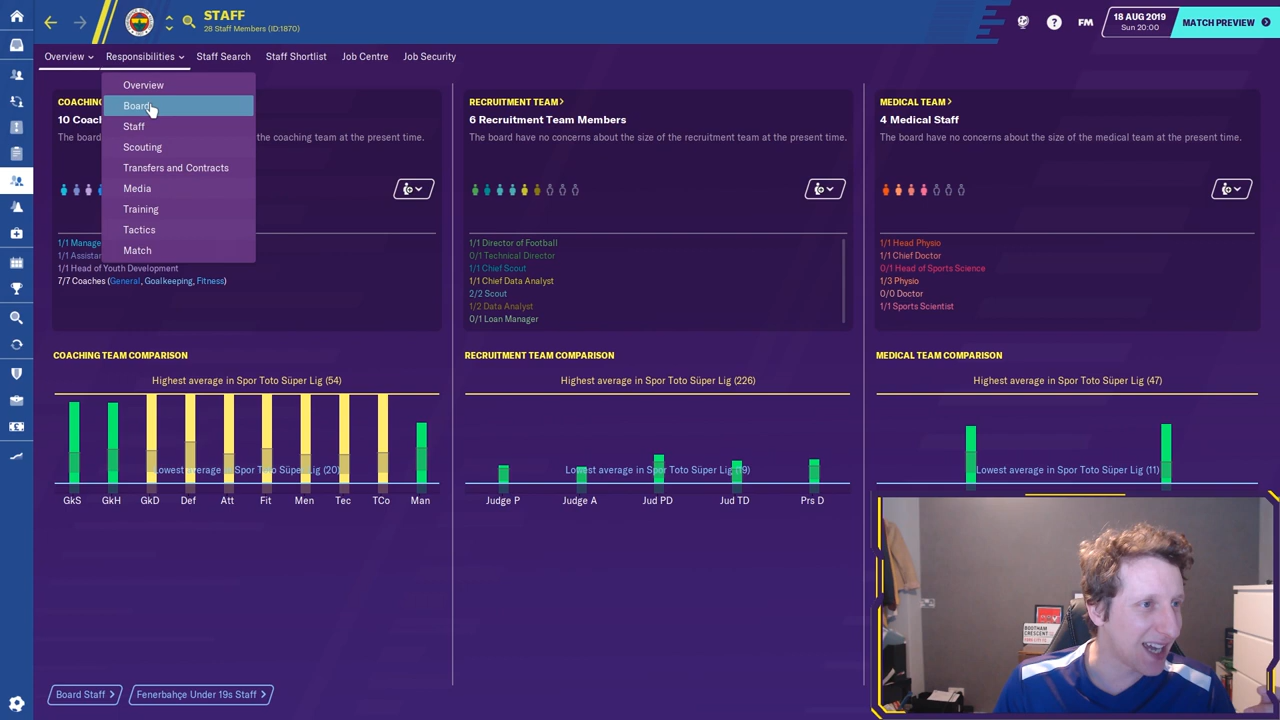 STAFF
28 Staff Members (ID:1870)
FM
18 AUG 2019
Sun 20:00
MATCH PREVIEW
Overview
Responsibilities
Staff Search
Staff Shortlist
Job Centre
Job Security
Overview
Board
Staff
Scouting
Transfers and Contracts
Media
Training
Tactics
Match
COACHING
10 Coach
The board
the coaching team at the present time.
1/1 Manage
1/1 Assista
1/1 Head of Youth Development
7/7 Coaches (General, Goalkeeping, Fitness)
RECRUITMENT TEAM
6 Recruitment Team Members
The board have no concerns about the size of the recruitment team at the present time.
1/1 Director of Football
0/1 Technical Director
1/1 Chief Scout
1/1 Chief Data Analyst
2/2 Scout
1/2 Data Analyst
0/1 Loan Manager
MEDICAL TEAM
4 Medical Staff
The board have no concerns about the size of the medical team at the present time.
1/1 Head Physio
1/1 Chief Doctor
0/1 Head of Sports Science
1/3 Physio
0/0 Doctor
1/1 Sports Scientist
COACHING TEAM COMPARISON
Highest average in Spor Toto Süper Lig (54)
Lowest average in Spor Toto Süper Lig (20)
GkS GkH GkD Def Att Fit Men Tec TCo Man
RECRUITMENT TEAM COMPARISON
Highest average in Spor Toto Süper Lig (226)
Judge P Judge A Jud PD Jud TD Prs D
MEDICAL TEAM COMPARISON
Highest average in Spor Toto Süper Lig (47)
Lowest average in Spor Toto Süper Lig (11)
Board Staff
Fenerbahçe Under 19s Staff
BOOTHAM
CRESCENT